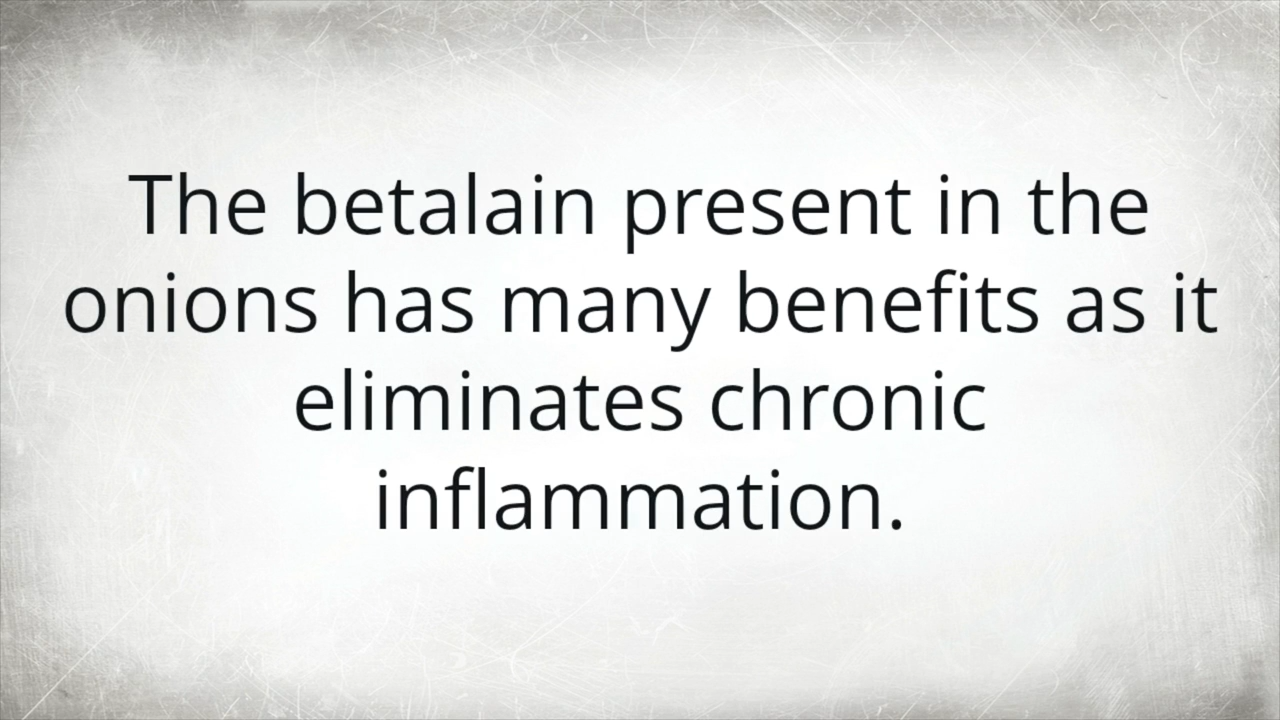 The betalain present in the
onions has many benefits as it
eliminates chronic
inflammation.